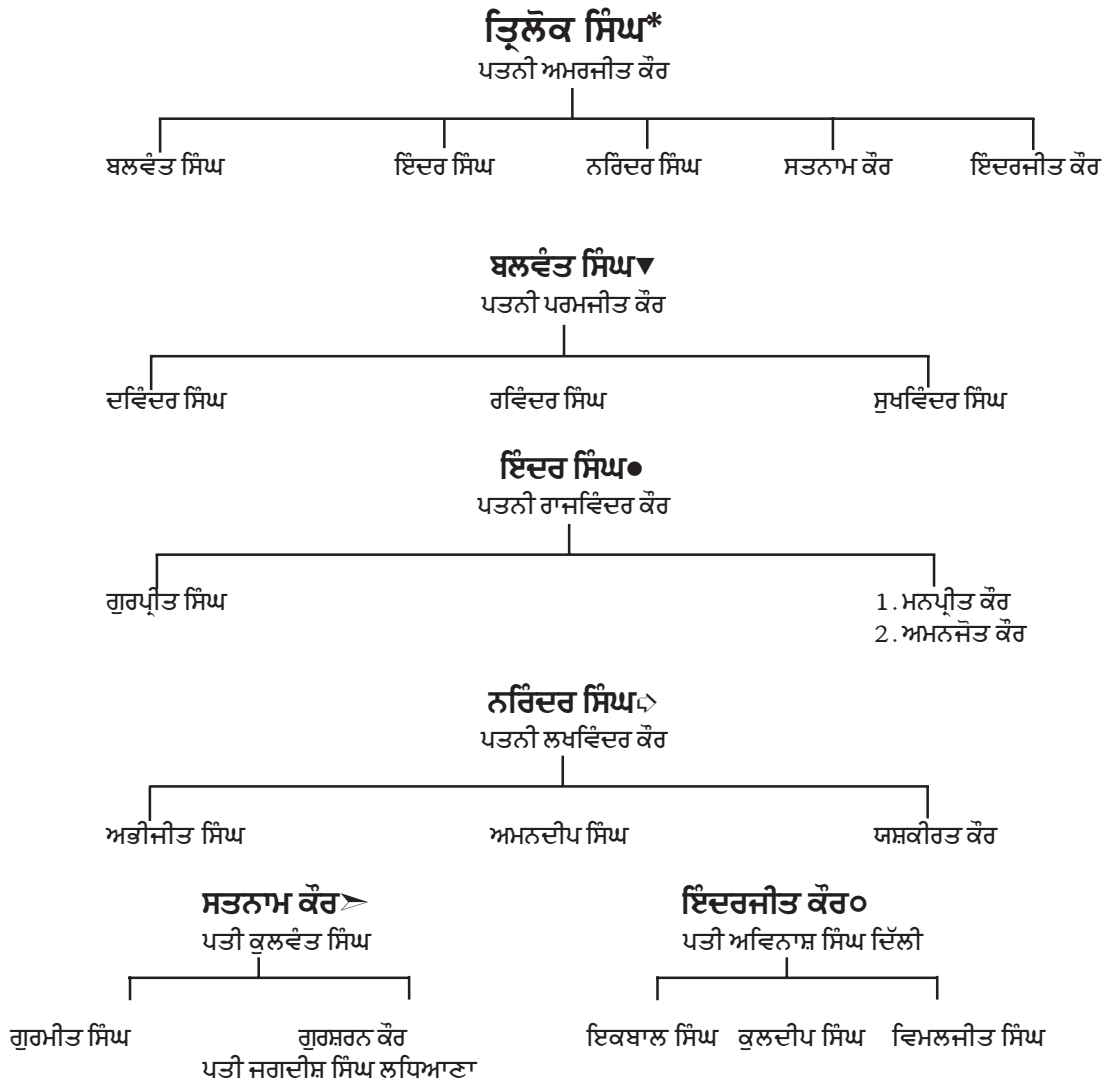 ਤ੍ਰਿਲੋਕ ਸਿੰਘ*
ਪਤਨੀ ਅਮਰਜੀਤ ਕੌਰ
ਬਲਵੰਤ ਸਿੰਘ ਇੰਦਰ ਸਿੰਘ ਨਰਿੰਦਰ ਸਿੰਘ ਸਤਨਾਮ ਕੌਰ ਇੰਦਰਜੀਤ ਕੌਰ
ਬਲਵੰਤ ਸਿੰਘ▼
ਪਤਨੀ ਪਰਮਜੀਤ ਕੌਰ
ਦਵਿੰਦਰ ਸਿੰਘ ਰਵਿੰਦਰ ਸਿੰਘ ਸੁਖਵਿੰਦਰ ਸਿੰਘ
ਇੰਦਰ ਸਿੰਘ●
ਪਤਨੀ ਰਾਜਵਿੰਦਰ ਕੌਰ
ਗੁਰਪ੍ਰੀਤ ਸਿੰਘ 1.ਮਨਪ੍ਰੀਤ ਕੌਰ
2.ਅਮਨਜੋਤ ਕੌਰ
ਨਰਿੰਦਰ ਸਿੰਘ➪
ਪਤਨੀ ਲਖਵਿੰਦਰ ਕੌਰ
ਅਭੀਜੀਤ ਸਿੰਘ ਅਮਨਦੀਪ ਸਿੰਘ ਯਸ਼ਕੀਰਤ ਕੌਰ
ਸਤਨਾਮ ਕੌਰ➢ ਇੰਦਰਜੀਤ ਕੌਰ○
ਪਤੀ ਕੁਲਵੰਤ ਸਿੰਘ ਪਤੀ ਅਵਿਨਾਸ਼ ਸਿੰਘ ਦਿੱਲੀ
ਗੁਰਮੀਤ ਸਿੰਘ ਗੁਰਸ਼ਰਨ ਕੌਰ ਇਕਬਾਲ ਸਿੰਘ ਕੁਲਦੀਪ ਸਿੰਘ ਵਿਮਲਜੀਤ ਸਿੰਘ
ਪਤੀ ਜਗਦੀਸ਼ ਸਿੰਘ ਲੁਧਿਆਣਾ